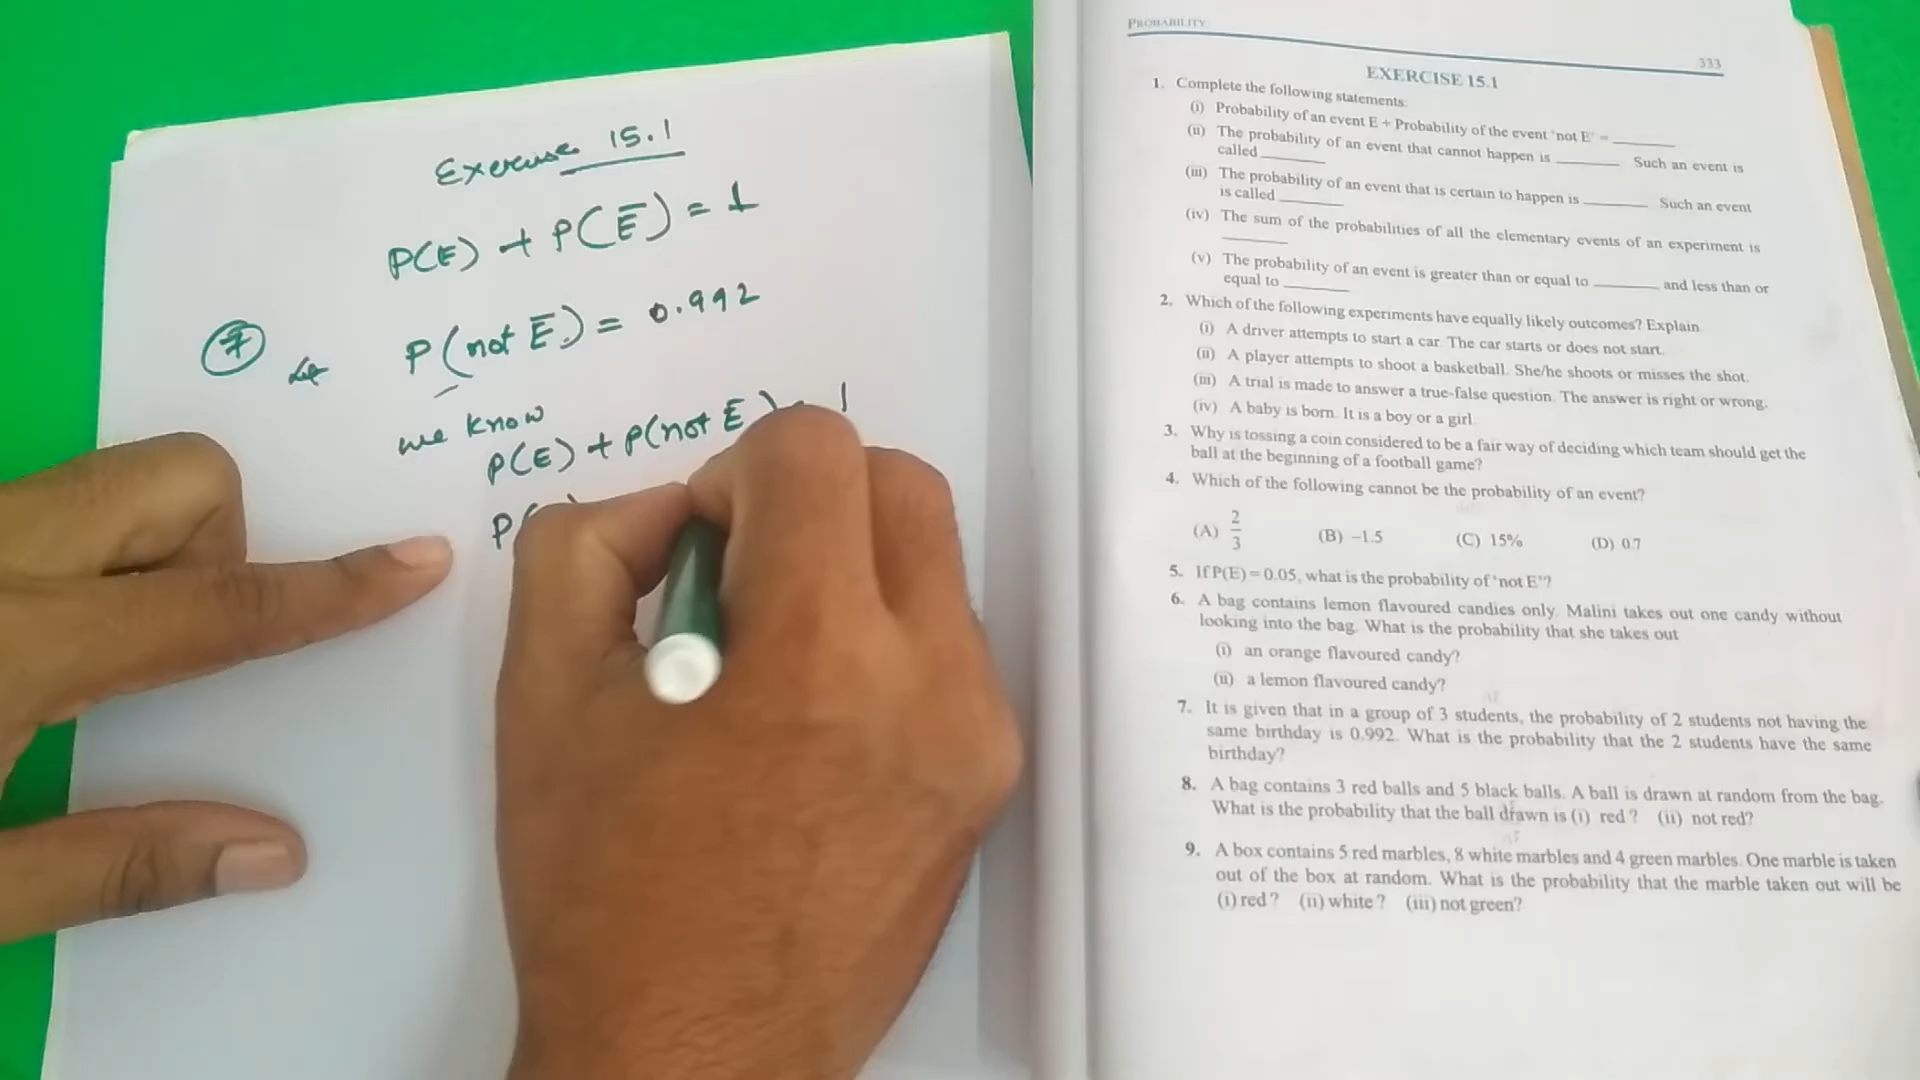 Exercise 15.1
P(E) + P(E̅) = 1
7 Let P(not E) = 0.992
we know
P(E) + P(not E) = 1
PROBABILITY 333
EXERCISE 15.1
1. Complete the following statements:
(i) Probability of an event E + Probability of the event 'not E' = ______
(ii) The probability of an event that cannot happen is ______ Such an event is
called ______
(iii) The probability of an event that is certain to happen is ______ Such an event
is called ______
(iv) The sum of the probabilities of all the elementary events of an experiment is
______
(v) The probability of an event is greater than or equal to ______ and less than or
equal to ______
2. Which of the following experiments have equally likely outcomes? Explain.
(i) A driver attempts to start a car. The car starts or does not start.
(ii) A player attempts to shoot a basketball. She/he shoots or misses the shot.
(iii) A trial is made to answer a true-false question. The answer is right or wrong.
(iv) A baby is born. It is a boy or a girl.
3. Why is tossing a coin considered to be a fair way of deciding which team should get the
ball at the beginning of a football game?
4. Which of the following cannot be the probability of an event?
(A) 2/3 (B) −1.5 (C) 15% (D) 0.7
5. If P(E) = 0.05, what is the probability of 'not E'?
6. A bag contains lemon flavoured candies only. Malini takes out one candy without
looking into the bag. What is the probability that she takes out
(i) an orange flavoured candy?
(ii) a lemon flavoured candy?
7. It is given that in a group of 3 students, the probability of 2 students not having the
same birthday is 0.992. What is the probability that the 2 students have the same
birthday?
8. A bag contains 3 red balls and 5 black balls. A ball is drawn at random from the bag.
What is the probability that the ball drawn is (i) red ? (ii) not red?
9. A box contains 5 red marbles, 8 white marbles and 4 green marbles. One marble is taken
out of the box at random. What is the probability that the marble taken out will be
(i) red ? (ii) white ? (iii) not green?